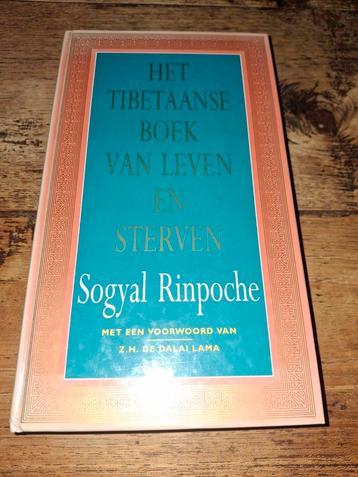 HET
TIBETAANSE
BOEK
VAN LEVEN
EN
STERVEN
Sogyal Rinpoche
MET EEN VOORWOORD VAN
Z.H. DE DALAI LAMA